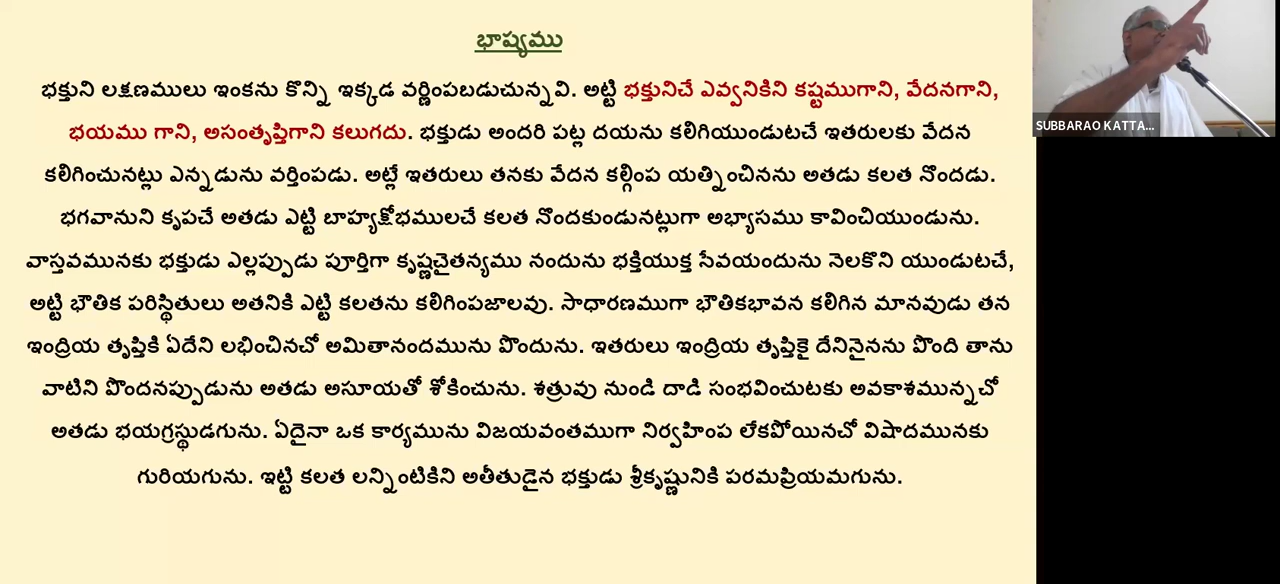 భాష్యము
భక్తుని లక్షణములు ఇంకను కొన్ని ఇక్కడ వర్ణింపబడుచున్నవి. అట్టి భక్తునిచే ఎవ్వనికిని కష్టముగాని, వేదనగాని,
భయము గాని, అసంతృప్తిగాని కలుగదు. భక్తుడు అందరి పట్ల దయను కలిగియుండుటచే ఇతరులకు వేదన
కలిగించునట్లు ఎన్నడును వర్తింపడు. అట్లే ఇతరులు తనకు వేదన కల్గింప యత్నించినను అతడు కలత నొందడు.
భగవానుని కృపచే అతడు ఎట్టి బాహ్యక్షోభములచే కలత నొందకుండునట్లుగా అభ్యాసము కావించియుండును.
వాస్తవమునకు భక్తుడు ఎల్లప్పుడు పూర్తిగా కృష్ణచైతన్యము నందును భక్తియుక్త సేవయందును నెలకొని యుండుటచే,
అట్టి భౌతిక పరిస్థితులు అతనికి ఎట్టి కలతను కలిగింపజాలవు. సాధారణముగా భౌతికభావన కలిగిన మానవుడు తన
ఇంద్రియ తృప్తికి ఏదేని లభించినచో అమితానందమును పొందును. ఇతరులు ఇంద్రియ తృప్తికై దేనినైనను పొంది తాను
వాటిని పొందనప్పుడును అతడు అసూయతో శోకించును. శత్రువు నుండి దాడి సంభవించుటకు అవకాశమున్నచో
అతడు భయగ్రస్థుడగును. ఏదైనా ఒక కార్యమును విజయవంతముగా నిర్వహింప లేకపోయినచో విషాదమునకు
గురియగును. ఇట్టి కలత లన్నింటికిని అతీతుడైన భక్తుడు శ్రీకృష్ణునికి పరమప్రియమగును.
SUBBARAO KATTA...